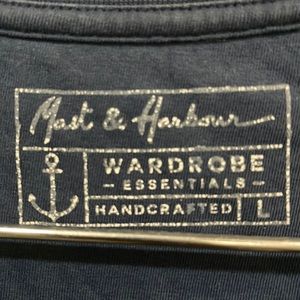 Mast & Harbour
WARDROBE
- ESSENTIALS -
HANDCRAFTED L